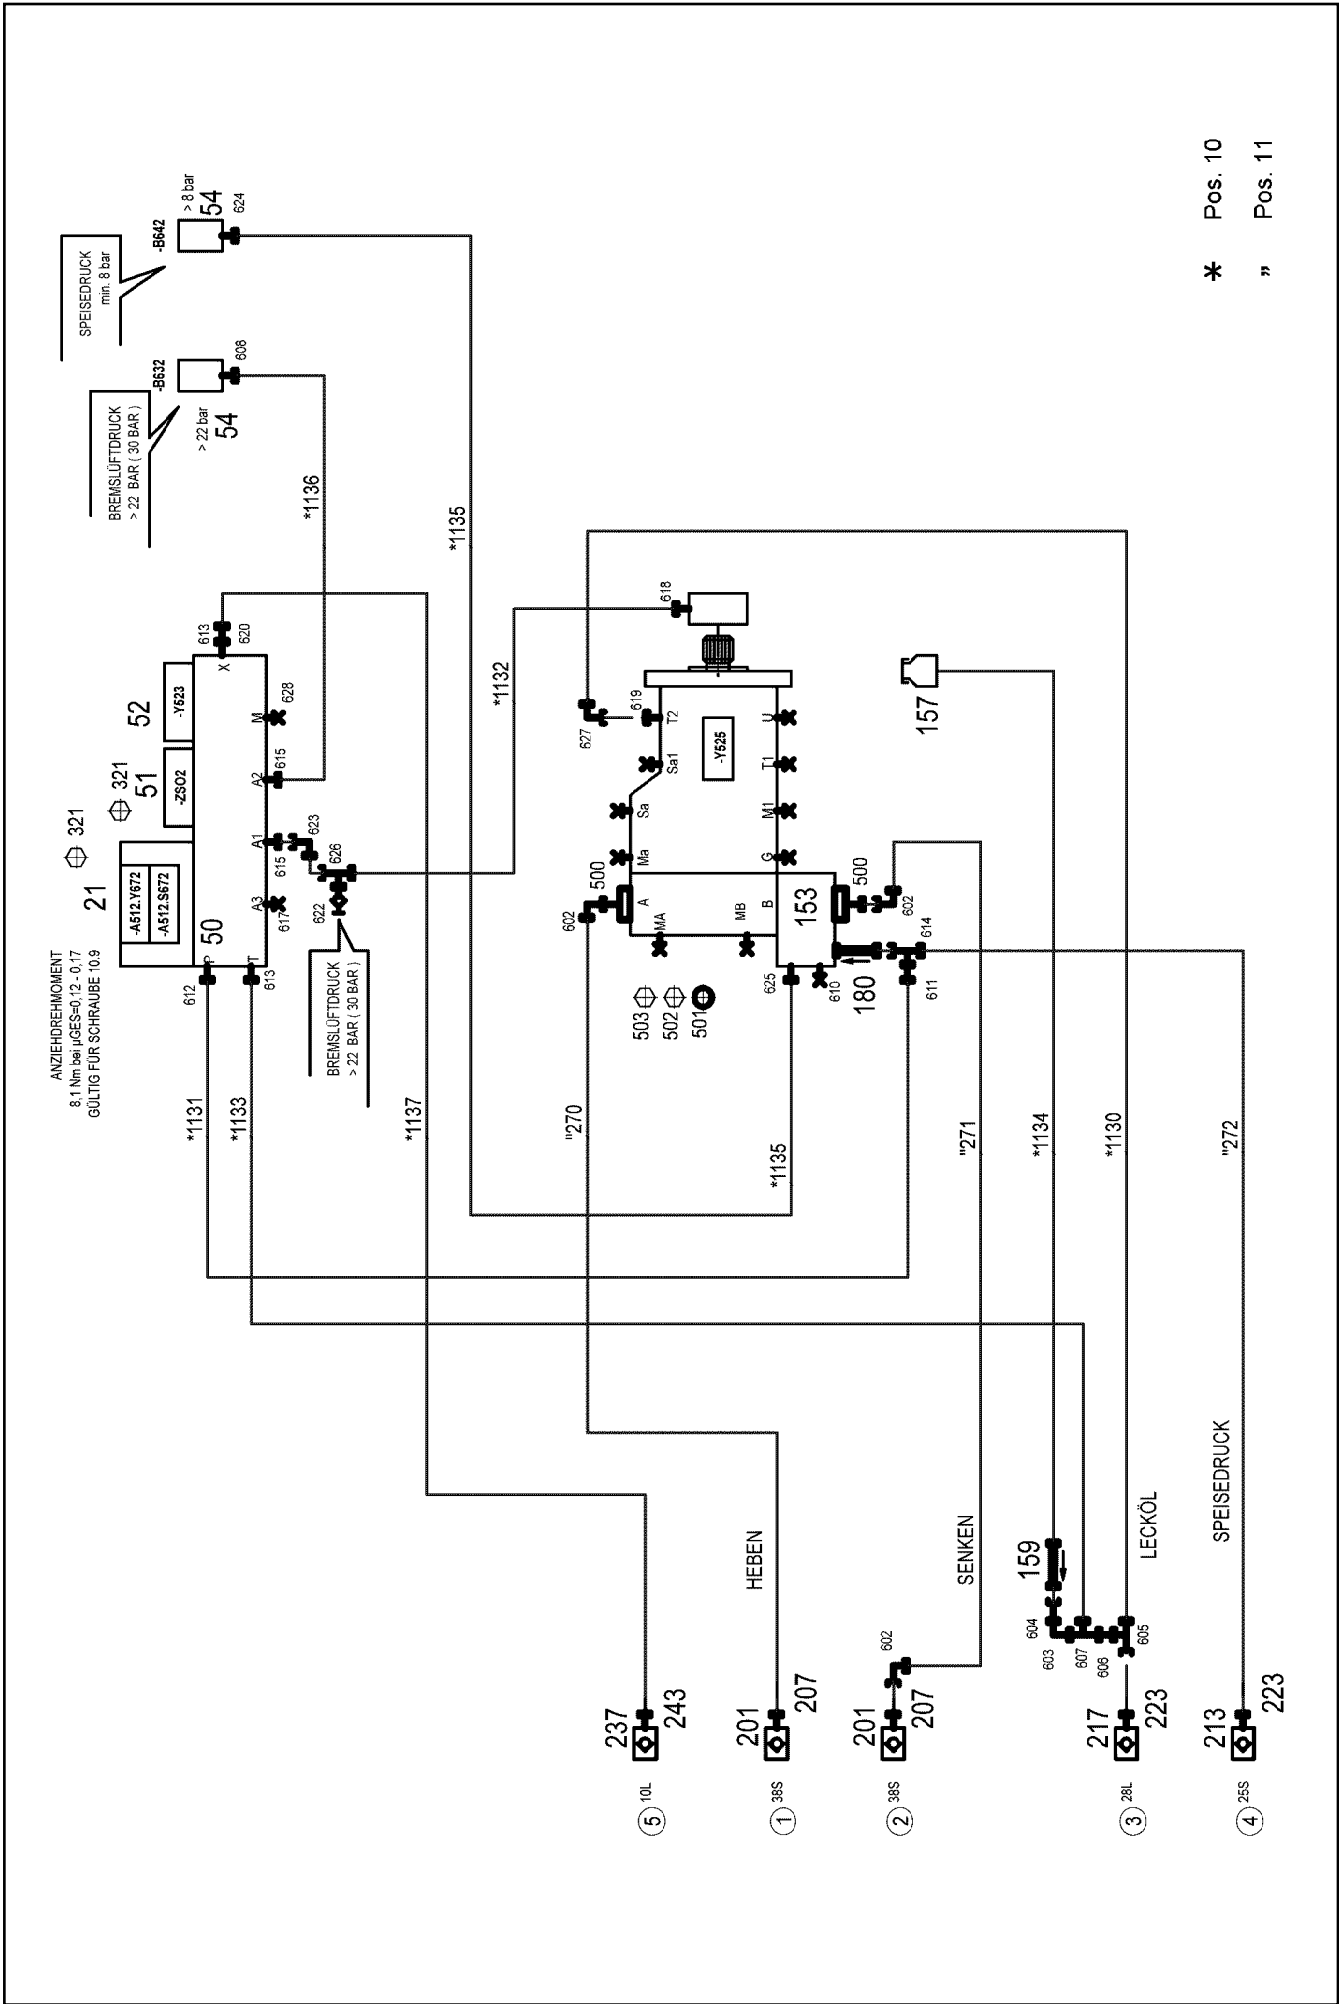 ANZIEHDREHMOMENT
8,1 Nm bei µGES=0,12 - 0,17
GÜLTIG FÜR SCHRAUBE 10.9
21
321
321
-A512.Y672
-A512.S672
51
-ZSO2
52
-Y523
50
P
T
X
A3
A1
A2
M
612
613
613
620
617
615
623
615
628
622
626
BREMSLÜFTDRUCK
> 22 BAR ( 30 BAR )
BREMSLÜFTDRUCK
> 22 BAR ( 30 BAR )
-B632
> 22 bar
54
608
SPEISEDRUCK
min. 8 bar
-B642
> 8 bar
54
624
*1131
*1133
*1137
*1136
*1135
*1132
"270
*1135
"271
*1134
*1130
"272
602
500
A
MA
MB
B
Ma
Sa
Sa1
T2
627
619
618
-Y525
G
M1
T1
U
153
500
602
503
502
501
625
610
180
614
611
157
237
243
5
10L
HEBEN
201
207
1
38S
SENKEN
602
201
207
2
38S
159
604
603
607
606
605
LECKÖL
217
223
3
28L
SPEISEDRUCK
213
223
4
25S
* Pos. 10
" Pos. 11